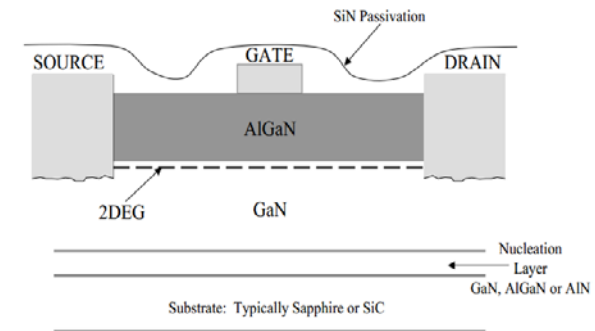 SiN Passivation
SOURCE
GATE
DRAIN
AlGaN
2DEG
GaN
Nucleation
Layer
GaN, AlGaN or AlN
Substrate: Typically Sapphire or SiC